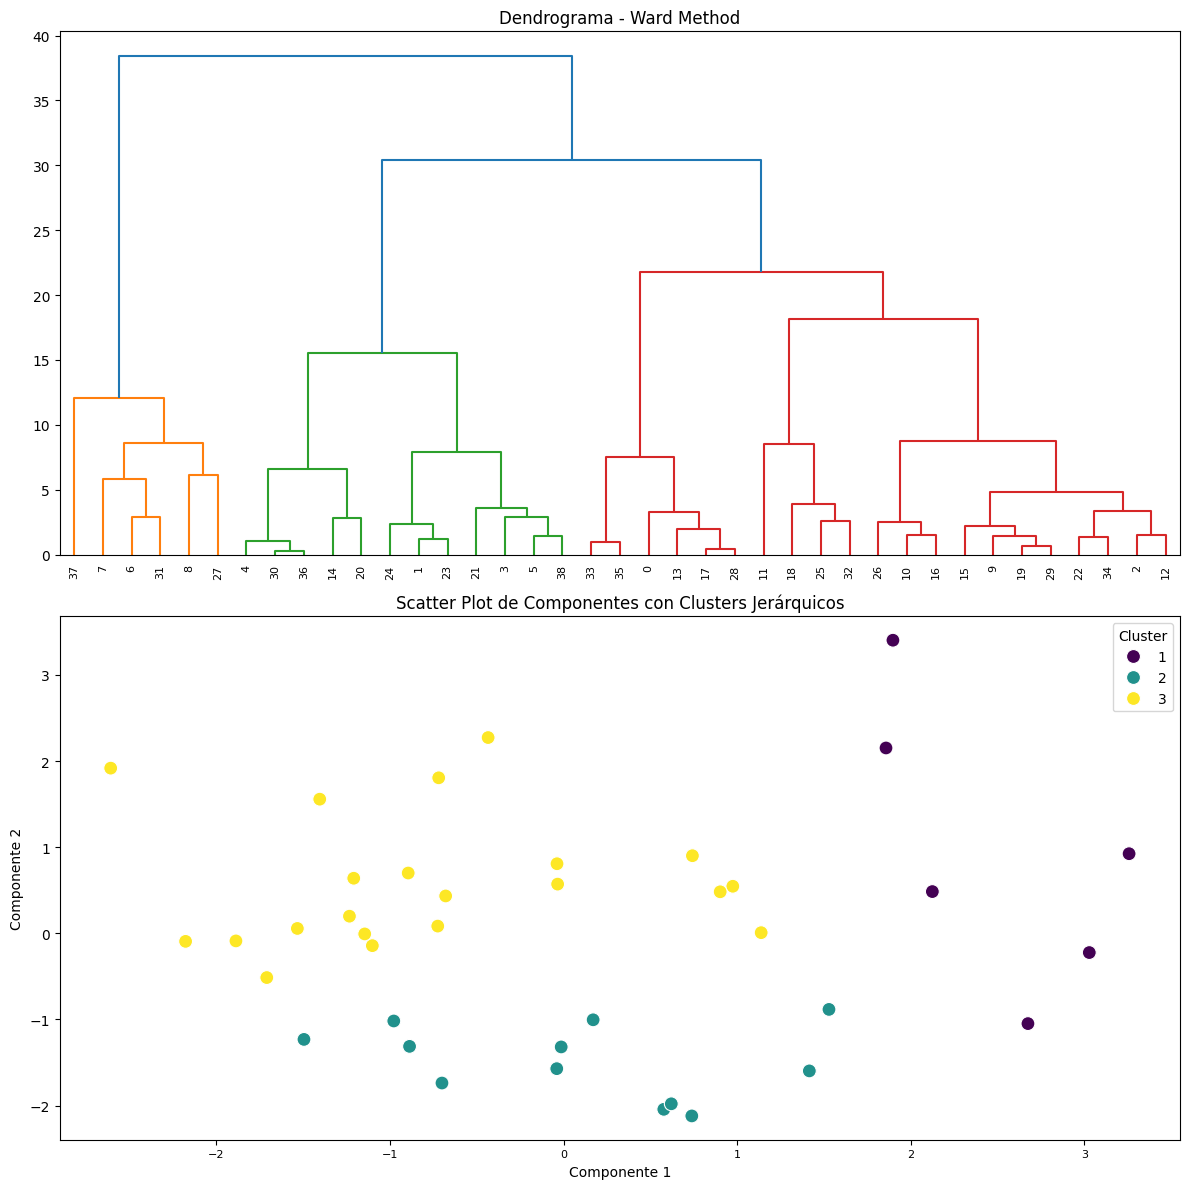 Dendrograma - Ward Method
40
35
30
25
20
15
10
5
0
37 7 6 31 8 27 4 30 36 14 20 24 1 23 21 3 5 38 33 35 0 13 17 28 11 18 25 32 26 10 16 15 9 19 29 22 34 2 12
Scatter Plot de Componentes con Clusters Jerárquicos
Cluster
1
2
3
Componente 2
3
2
1
0
−1
−2
−2 −1 0 1 2 3
Componente 1